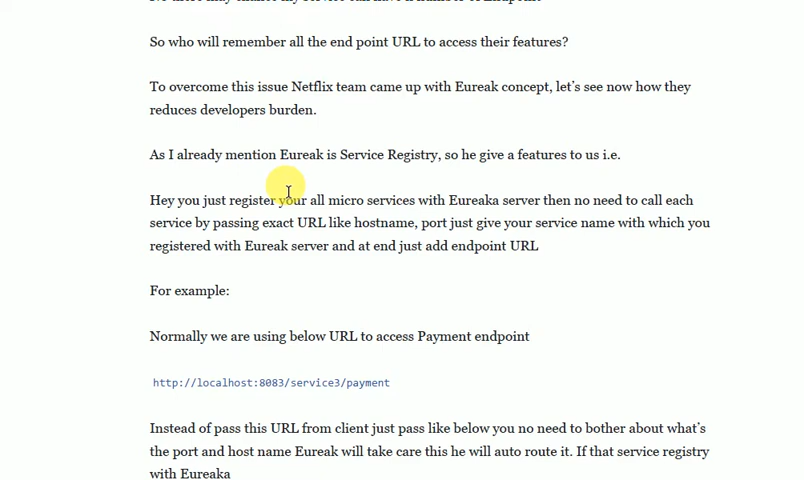 So who will remember all the end point URL to access their features?
To overcome this issue Netflix team came up with Eureak concept, let's see now how they
reduces developers burden.
As I already mention Eureak is Service Registry, so he give a features to us i.e.
Hey you just register your all micro services with Eureaka server then no need to call each
service by passing exact URL like hostname, port just give your service name with which you
registered with Eureak server and at end just add endpoint URL
For example:
Normally we are using below URL to access Payment endpoint
http://localhost:8083/service3/payment
Instead of pass this URL from client just pass like below you no need to bother about what's
the port and host name Eureak will take care this he will auto route it. If that service registry
with Eureaka